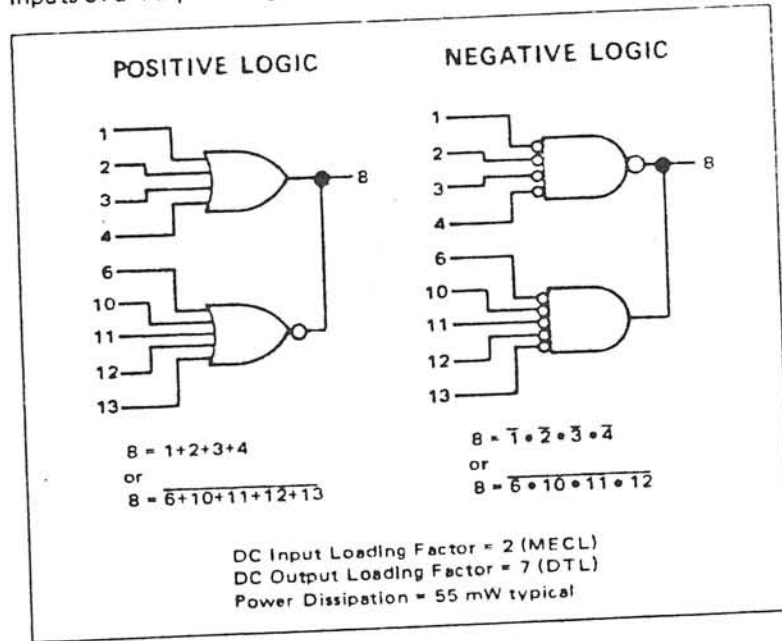 POSITIVE LOGIC
1
2
3
4
8
6
10
11
12
13
8 = 1+2+3+4
or
8 = \overline{6+10+11+12+13}
NEGATIVE LOGIC
1
2
3
4
8
6
10
11
12
13
8 = 1̅ • 2̅ • 3̅ • 4̅
or
8 = \overline{6 • 10 • 11 • 12}
DC Input Loading Factor = 2 (MECL)
DC Output Loading Factor = 7 (DTL)
Power Dissipation = 55 mW typical